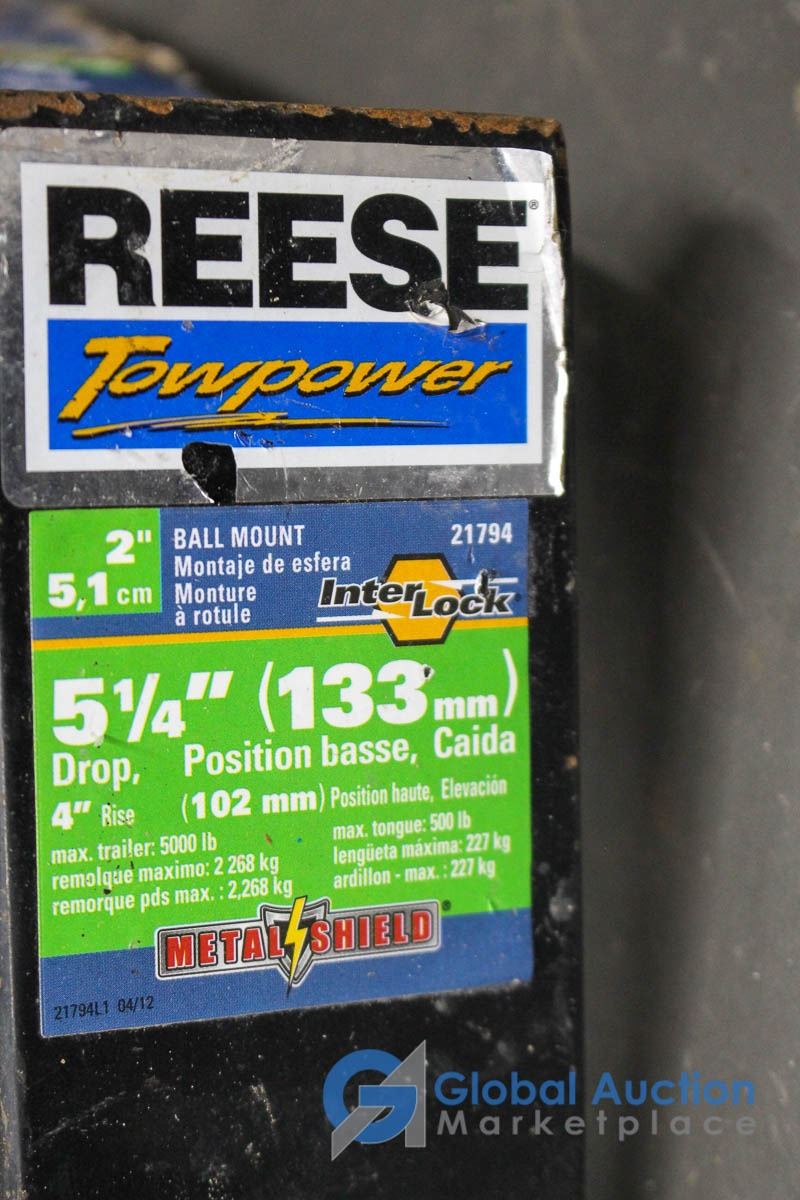 REESE®
Towpower
2"
5,1 cm
BALL MOUNT
Montaje de esfera
Monture
à rotule
21794
InterLock
5¼" (133 mm)
Drop, Position basse, Caida
4" Rise (102 mm) Position haute, Elevación
max. trailer: 5000 lb
remolque maximo: 2 268 kg
remorque pds max. : 2,268 kg
max. tongue: 500 lb
lengüeta máxima: 227 kg
ardillon - max. : 227 kg
METAL SHIELD®
21794L1 04/12
Global Auction
Marketplace